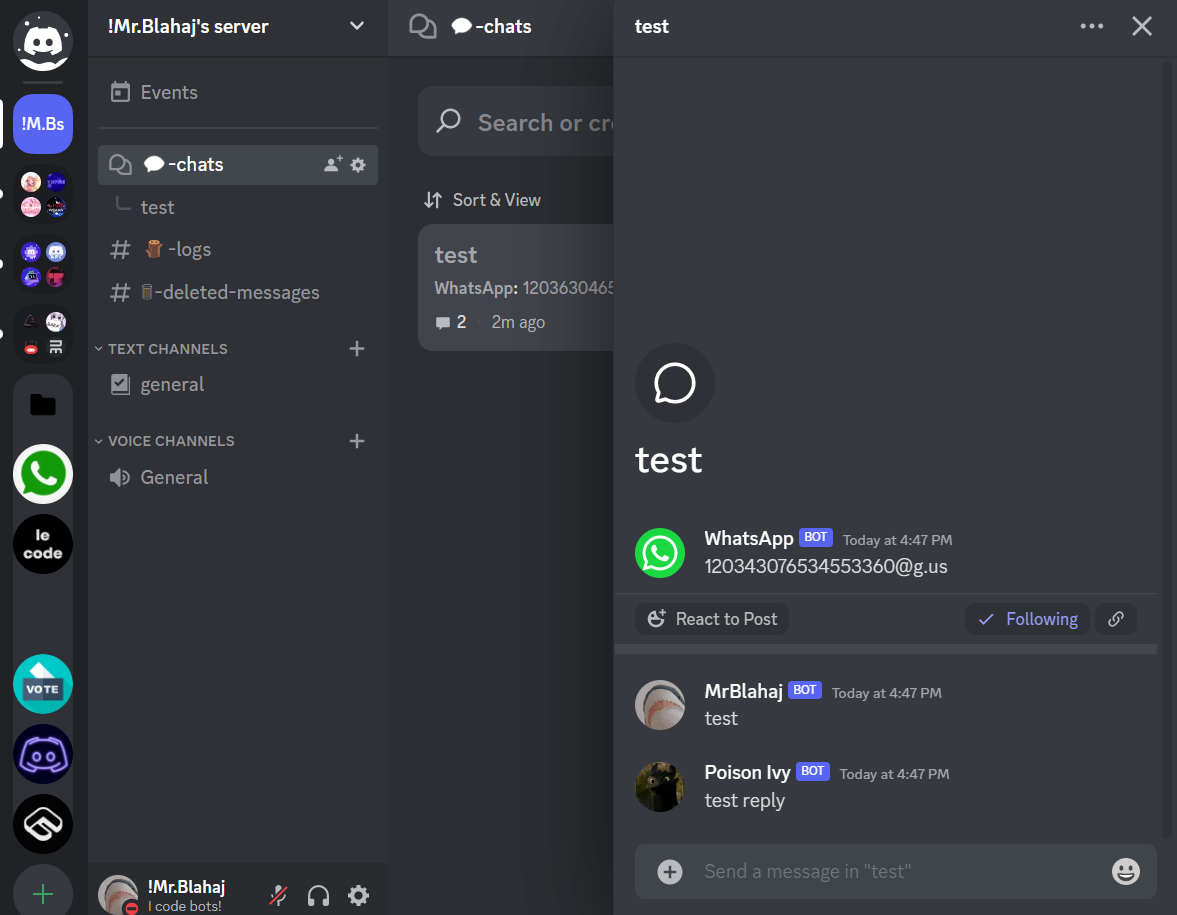 !Mr.Blahaj's server
-chats
test
Events
!M.Bs
Search or cre
-chats
test
Sort & View
-logs
test
WhatsApp: 1203630465
-deleted-messages
2
2m ago
TEXT CHANNELS
general
VOICE CHANNELS
General
le
code
VOTE
!Mr.Blahaj
I code bots!
test
WhatsApp BOT Today at 4:47 PM
120343076534553360@g.us
React to Post
Following
MrBlahaj BOT Today at 4:47 PM
test
Poison Ivy BOT Today at 4:47 PM
test reply
Send a message in "test"